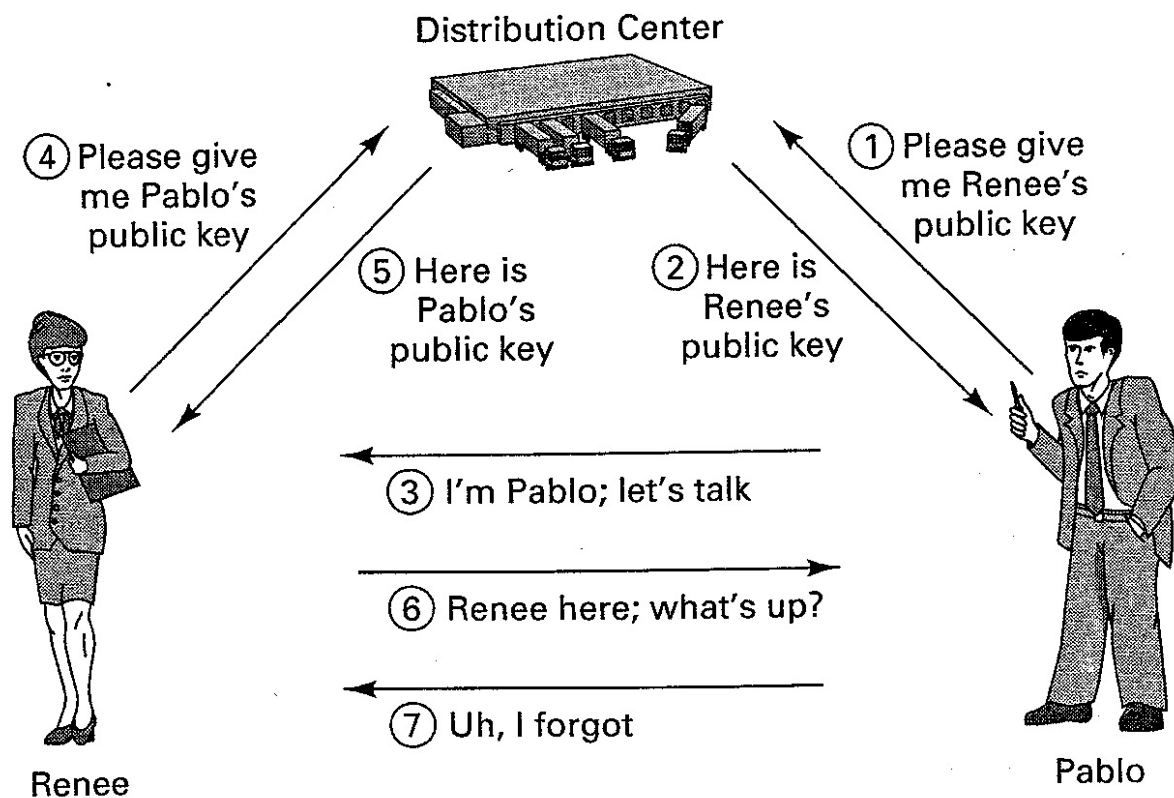 Distribution Center
④ Please give
me Pablo's
public key
① Please give
me Renee's
public key
⑤ Here is
Pablo's
public key
② Here is
Renee's
public key
③ I'm Pablo; let's talk
⑥ Renee here; what's up?
⑦ Uh, I forgot
Renee
Pablo